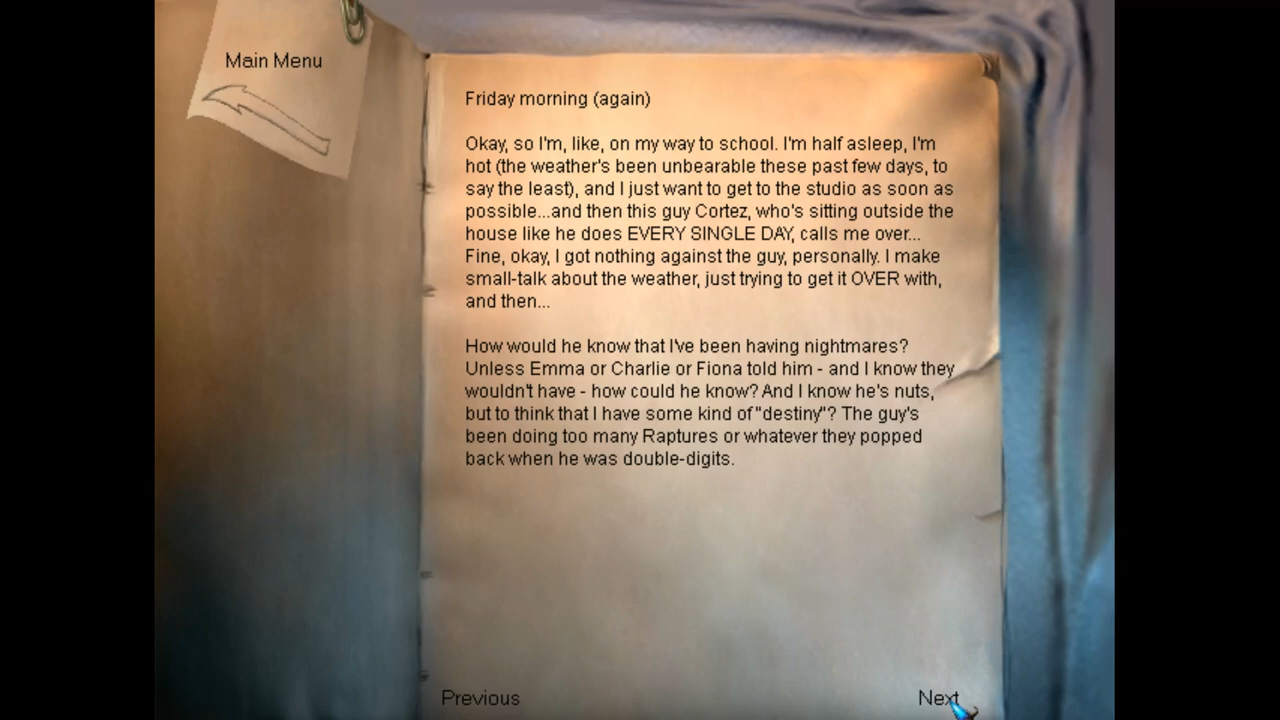 Main Menu
Friday morning (again)
Okay, so I'm, like, on my way to school. I'm half asleep, I'm
hot (the weather's been unbearable these past few days, to
say the least), and I just want to get to the studio as soon as
possible...and then this guy Cortez, who's sitting outside the
house like he does EVERY SINGLE DAY, calls me over...
Fine, okay, I got nothing against the guy, personally. I make
small-talk about the weather, just trying to get it OVER with,
and then...
How would he know that I've been having nightmares?
Unless Emma or Charlie or Fiona told him - and I know they
wouldn't have - how could he know? And I know he's nuts,
but to think that I have some kind of "destiny"? The guy's
been doing too many Raptures or whatever they popped
back when he was double-digits.
Previous
Next